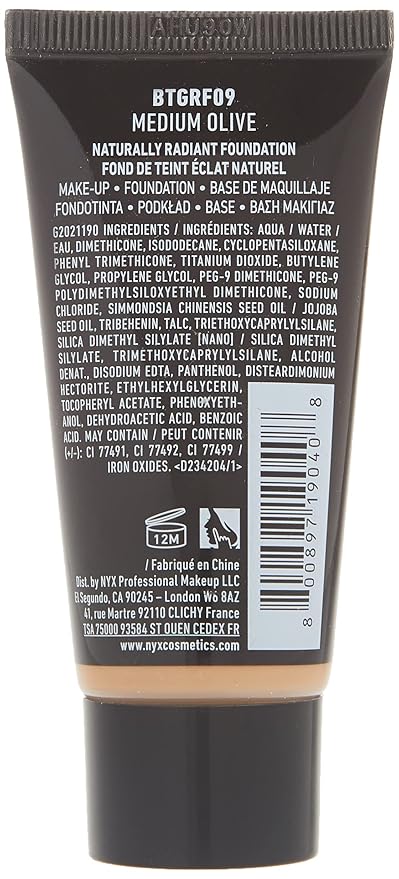 BTGRF09
MEDIUM OLIVE
NATURALLY RADIANT FOUNDATION
FOND DE TEINT ÉCLAT NATUREL
MAKE-UP • FOUNDATION • BASE DE MAQUILLAJE
FONDOTINTA • PODKŁAD • BASE • ΒΑΣΗ ΜΑΚΙΓΙΑΖ
G2021190 INGREDIENTS / INGRÉDIENTS: AQUA / WATER /
EAU, DIMETHICONE, ISODODECANE, CYCLOPENTASILOXANE,
PHENYL TRIMETHICONE, TITANIUM DIOXIDE, BUTYLENE
GLYCOL, PROPYLENE GLYCOL, PEG-9 DIMETHICONE, PEG-9
POLYDIMETHYLSILOXYETHYL DIMETHICONE, SODIUM
CHLORIDE, SIMMONDSIA CHINENSIS SEED OIL / JOJOBA
SEED OIL, TRIBEHENIN, TALC, TRIETHOXYCAPRYLYLSILANE,
SILICA DIMETHYL SILYLATE [NANO] / SILICA DIMETHYL
SILYLATE, TRIMETHOXYCAPRYLYLSILANE, ALCOHOL
DENAT., DISODIUM EDTA, PANTHENOL, DISTEARDIMONIUM
HECTORITE, ETHYLHEXYLGLYCERIN,
TOCOPHERYL ACETATE, PHENOXYETH-
ANOL, DEHYDROACETIC ACID, BENZOIC
ACID. MAY CONTAIN / PEUT CONTENIR
(+/-): CI 77491, CI 77492, CI 77499 /
IRON OXIDES. <D234204/1>
8 00897 19040 8
12M
/ Fabriqué en Chine
Dist. by NYX Professional Makeup LLC
El Segundo, CA 90245 – London W6 8AZ
41, rue Martre 92110 CLICHY France
TSA 75000 93584 ST OUEN CEDEX FR
www.nyxcosmetics.com